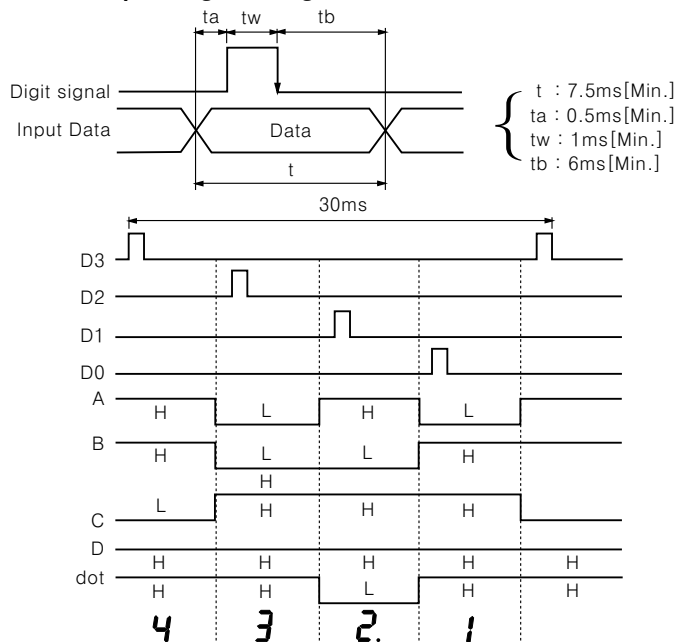 ta tw tb
Digit signal
Input Data
Data
t
t : 7.5ms[Min.]
ta : 0.5ms[Min.]
tw : 1ms[Min.]
tb : 6ms[Min.]
30ms
D3
D2
D1
D0
A
H L H L
B
H L L H
H
C
L H H H
D
H H H H H
dot
H H L H H
4 3 2. 1